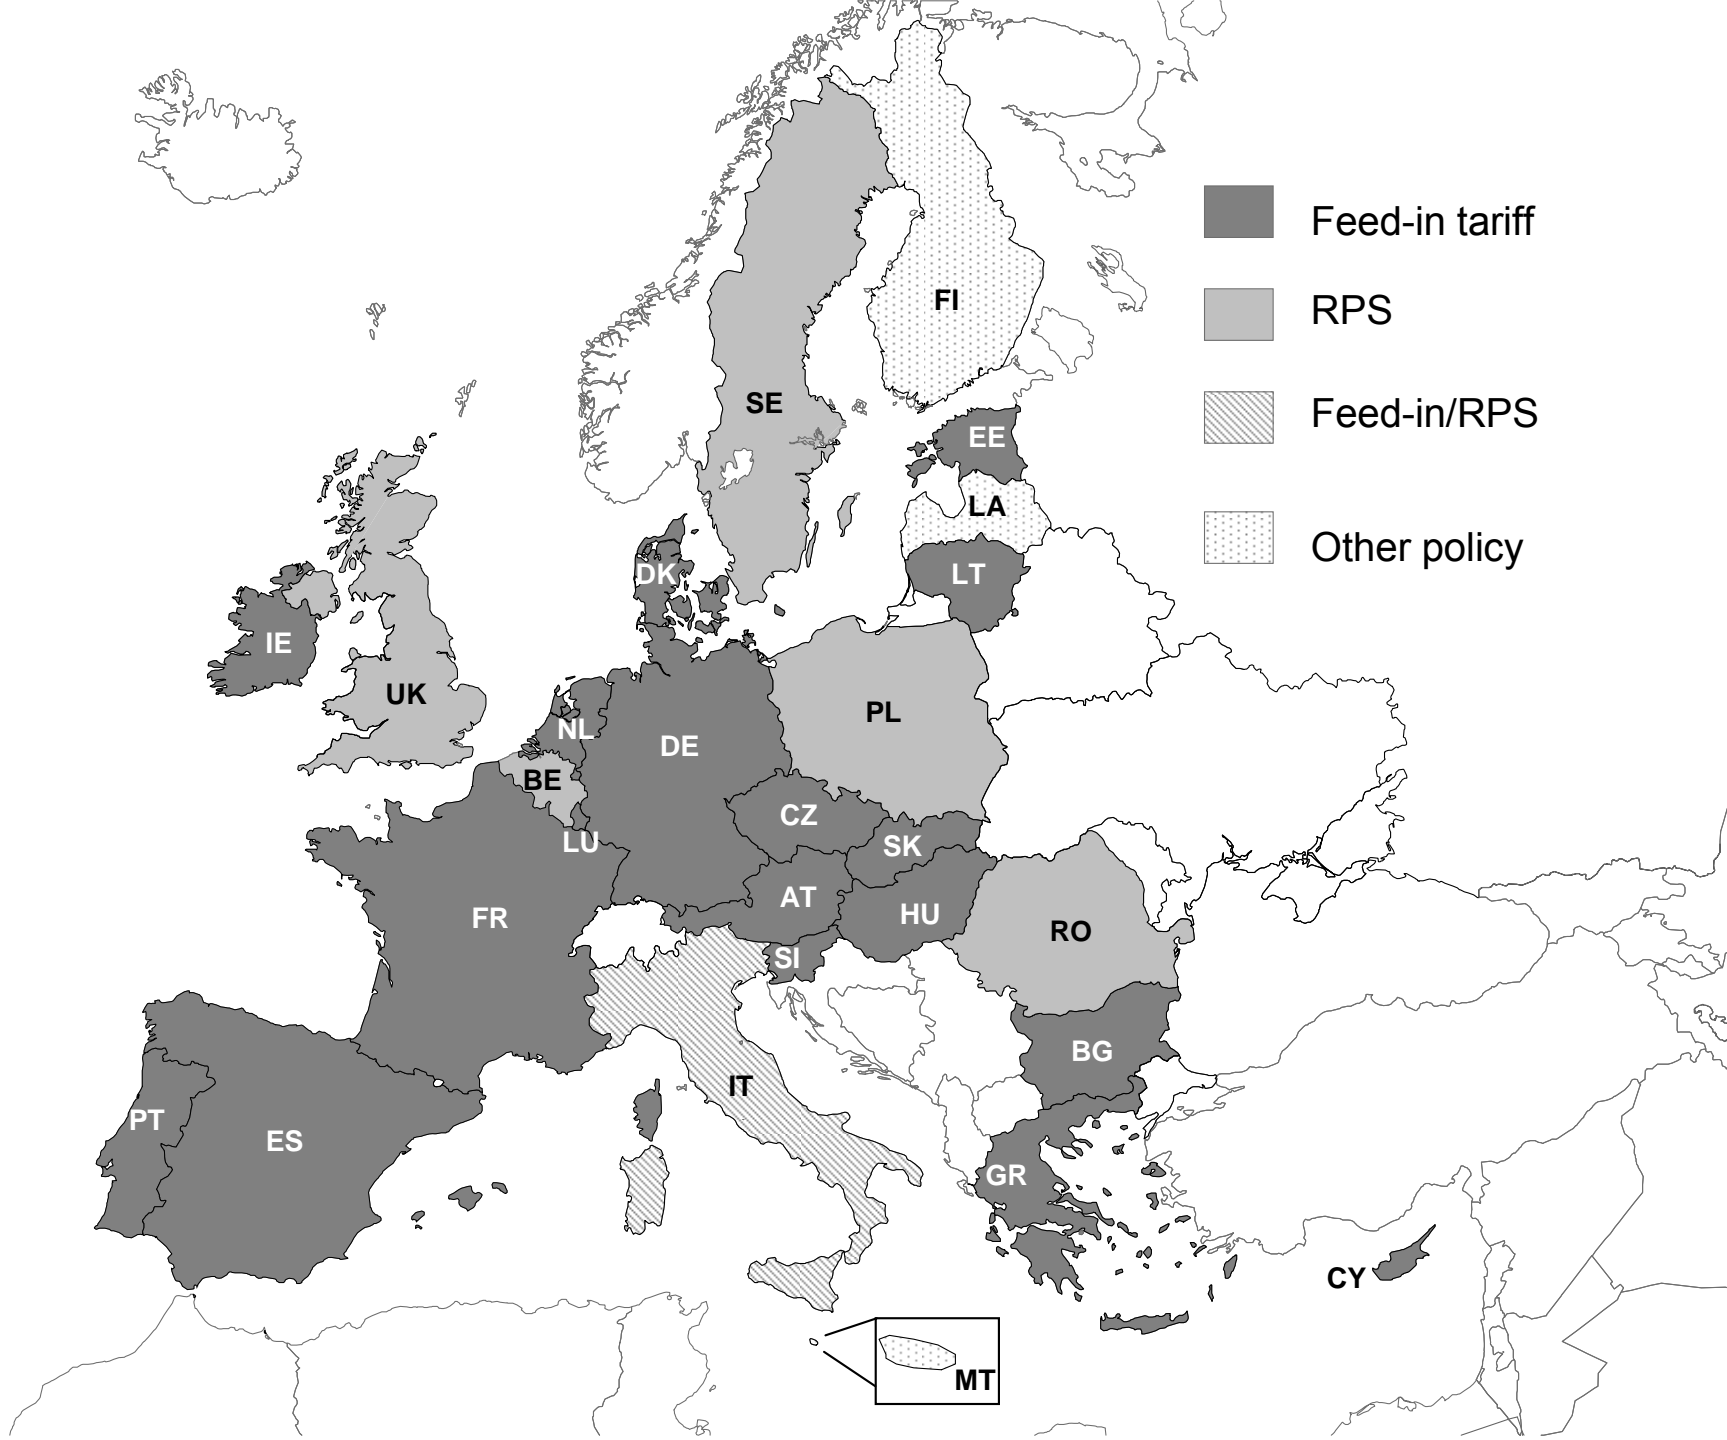 Feed-in tariff
RPS
FI
SE
Feed-in/RPS
EE
LA
Other policy
DK
LT
IE
UK
PL
NL
DE
BE
CZ
LU
SK
AT
HU
FR
RO
SI
BG
IT
PT
ES
GR
CY
MT